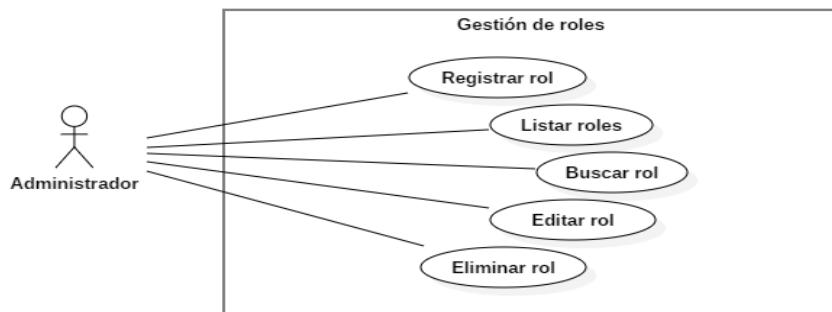 Gestión de roles
Registrar rol
Listar roles
Buscar rol
Administrador
Editar rol
Eliminar rol